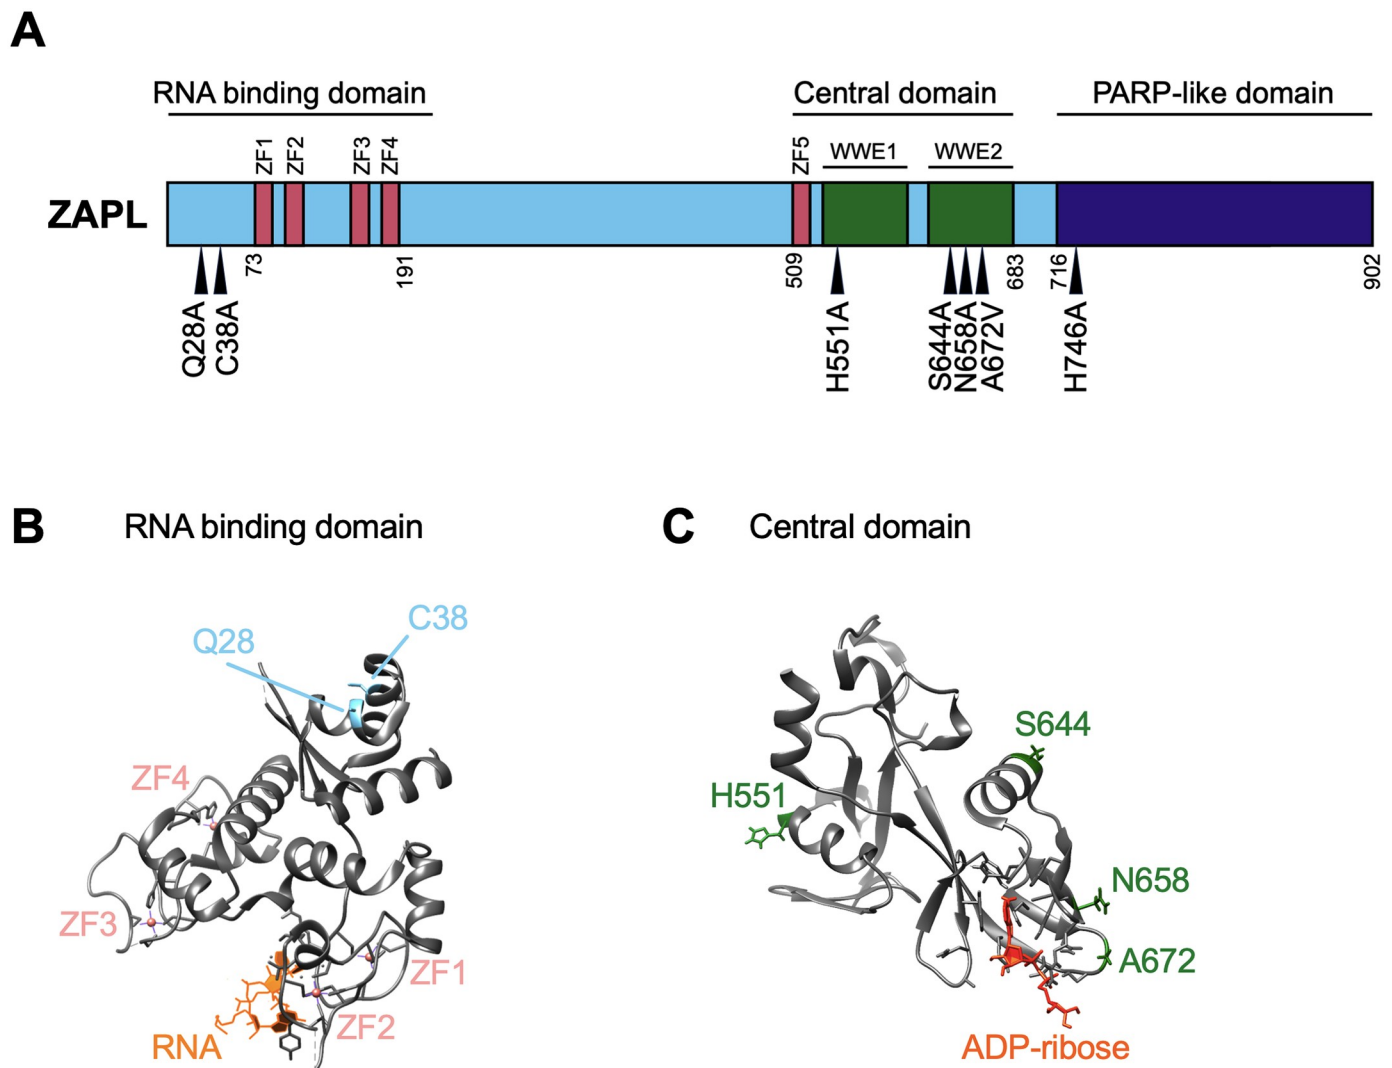 A
RNA binding domain
Central domain
PARP-like domain
ZF1
ZF2
ZF3
ZF4
ZF5
WWE1
WWE2
ZAPL
73
191
509
683
716
902
Q28A
C38A
H551A
S644A
N658A
A672V
H746A
B
RNA binding domain
C
Central domain
C38
Q28
ZF4
ZF3
ZF1
ZF2
RNA
S644
H551
N658
A672
ADP-ribose